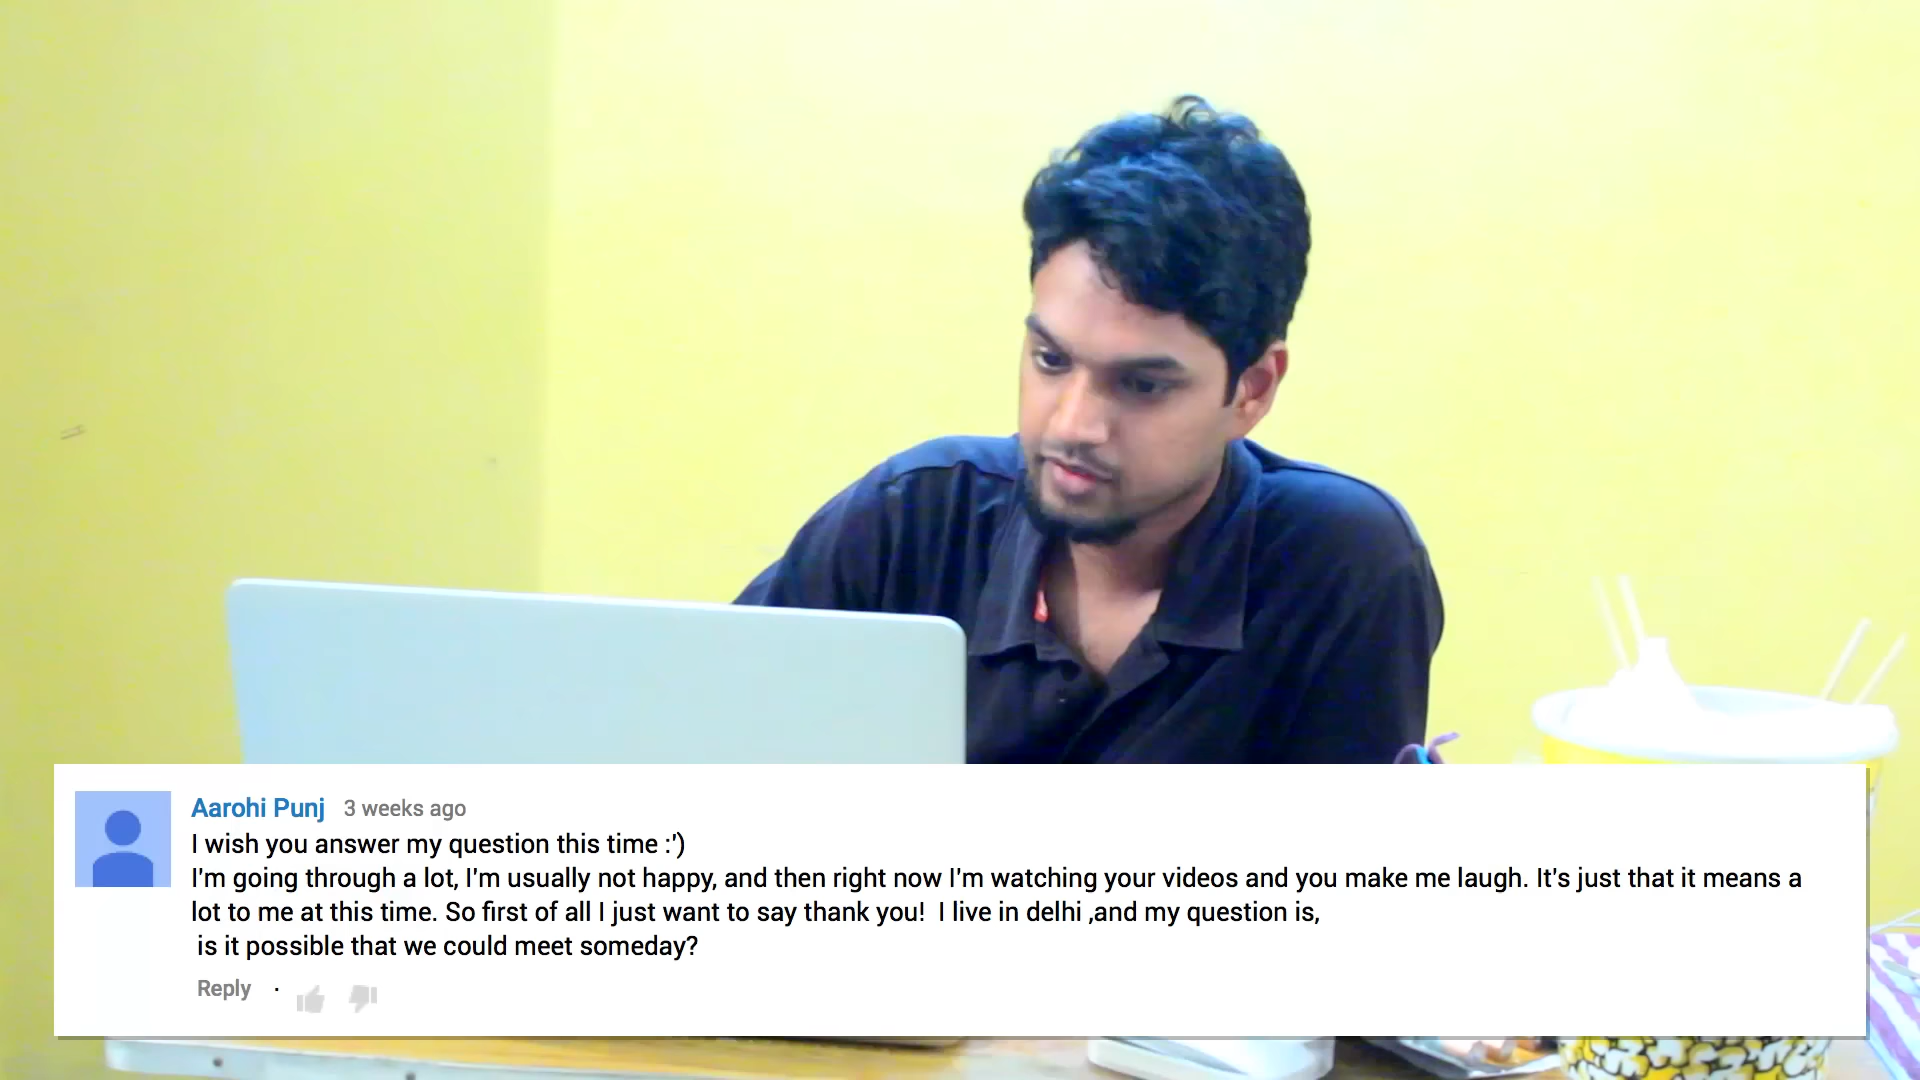 Aarohi Punj 3 weeks ago
I wish you answer my question this time :')
I'm going through a lot, I'm usually not happy, and then right now I'm watching your videos and you make me laugh. It's just that it means a
lot to me at this time. So first of all I just want to say thank you!  I live in delhi ,and my question is,
is it possible that we could meet someday?
Reply ·